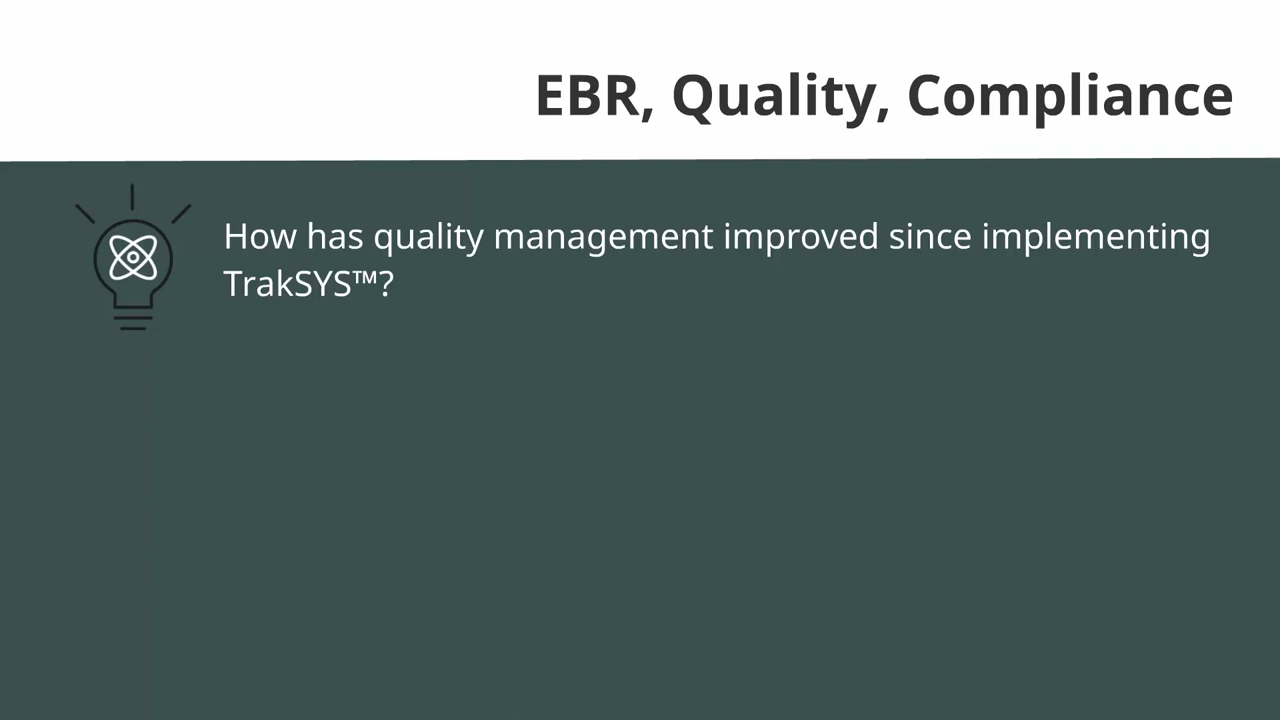 EBR, Quality, Compliance
How has quality management improved since implementing
TrakSYS™?